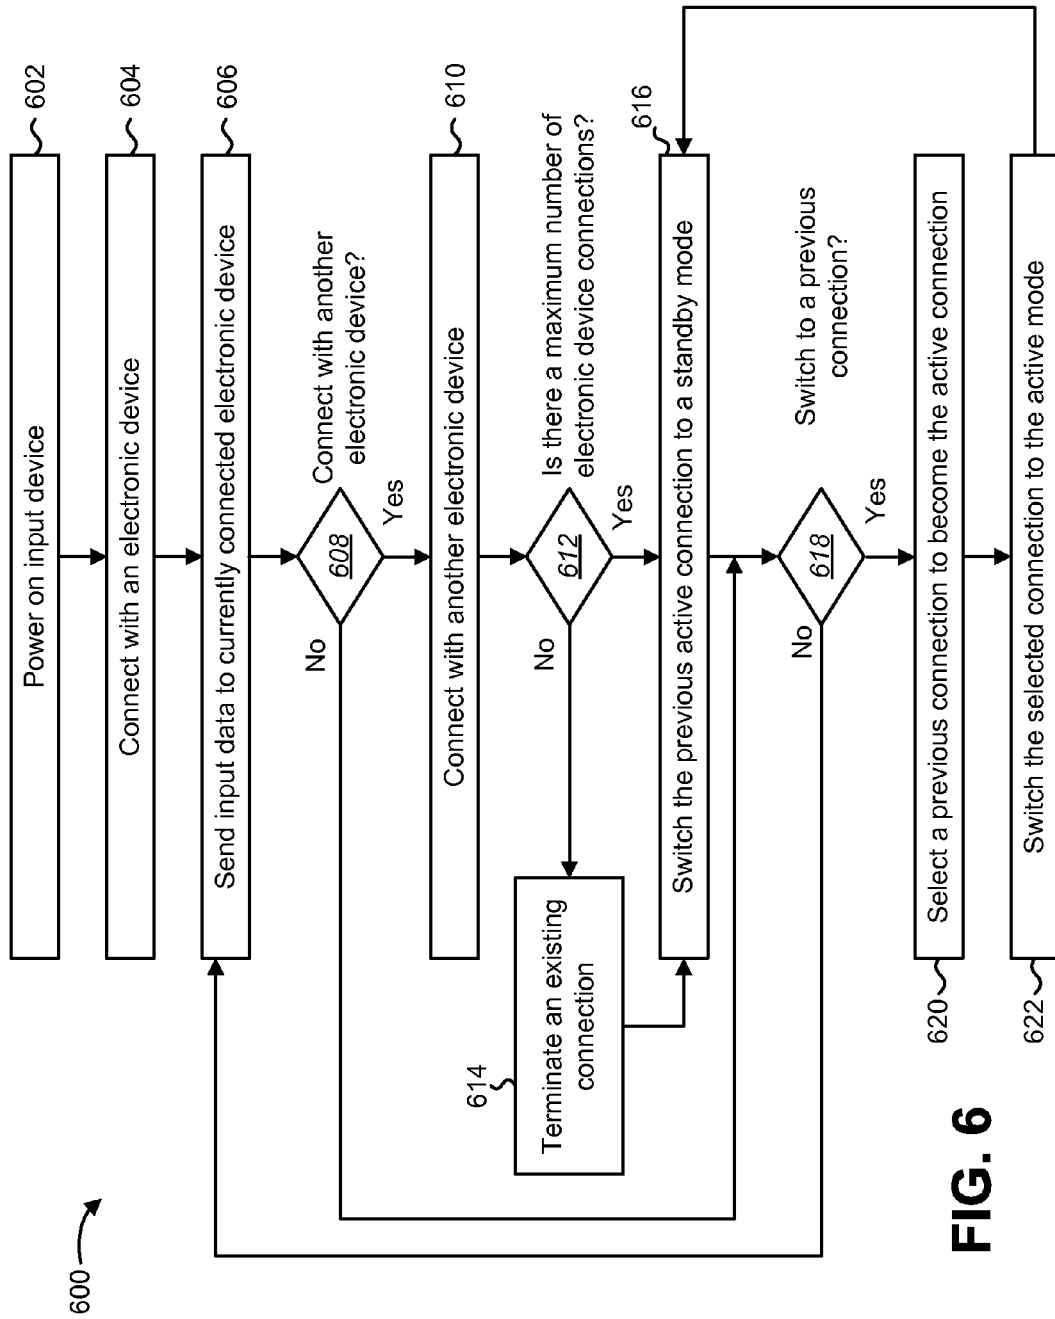 600
Power on input device
602
Connect with an electronic device
604
Send input data to currently connected electronic device
606
608
Connect with another
electronic device?
No
Yes
Connect with another electronic device
610
612
Is there a maximum number of
electronic device connections?
No
Yes
614
Terminate an existing
connection
Switch the previous active connection to a standby mode
616
618
Switch to a previous
connection?
No
Yes
Select a previous connection to become the active connection
620
Switch the selected connection to the active mode
622
FIG. 6